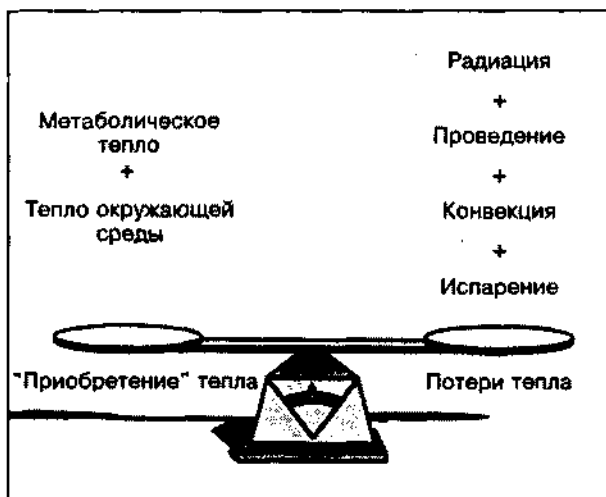 Метаболическое
тепло
+
Тепло окружающей
среды
Радиация
+
Проведение
+
Конвекция
+
Испарение
"Приобретение" тепла
Потери тепла